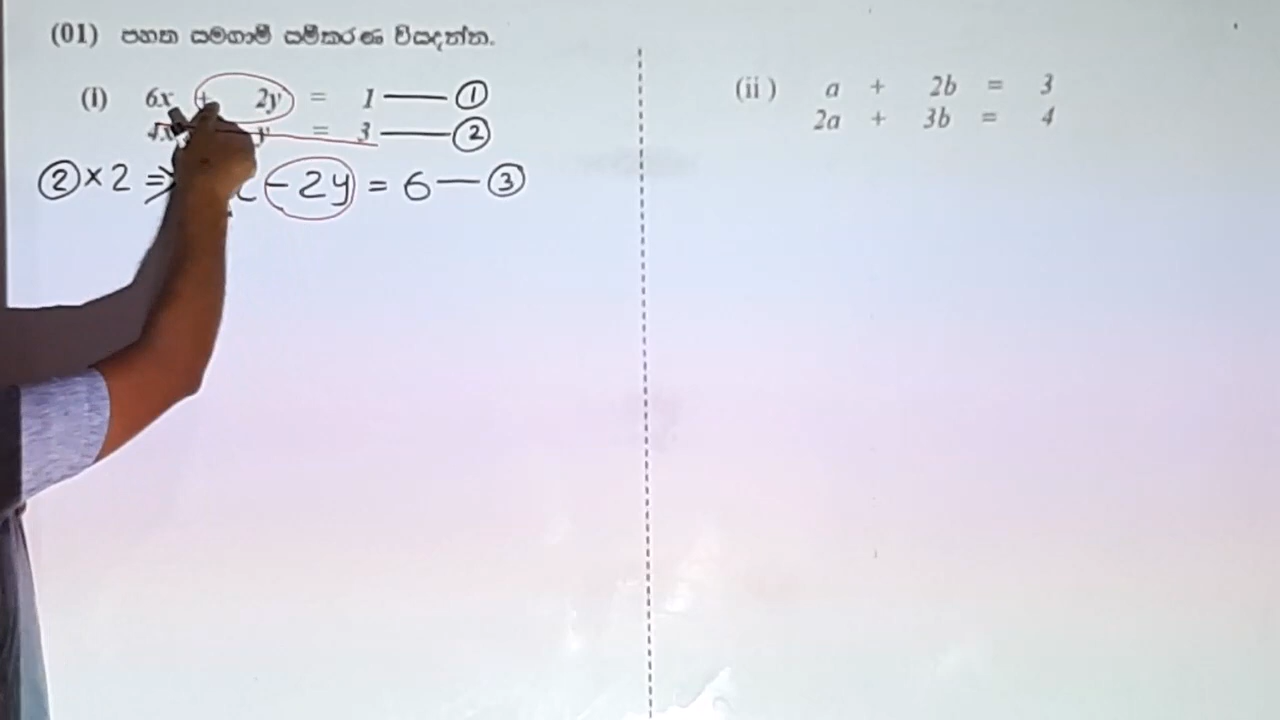 (01) පහත සමගාමී සමීකරණ විසඳන්න.
(i) 6x + 2y = 1 —— ①
4x y = 3 —— ②
② × 2 ⇒ - 2y = 6 — ③
(ii) a + 2b = 3
2a + 3b = 4